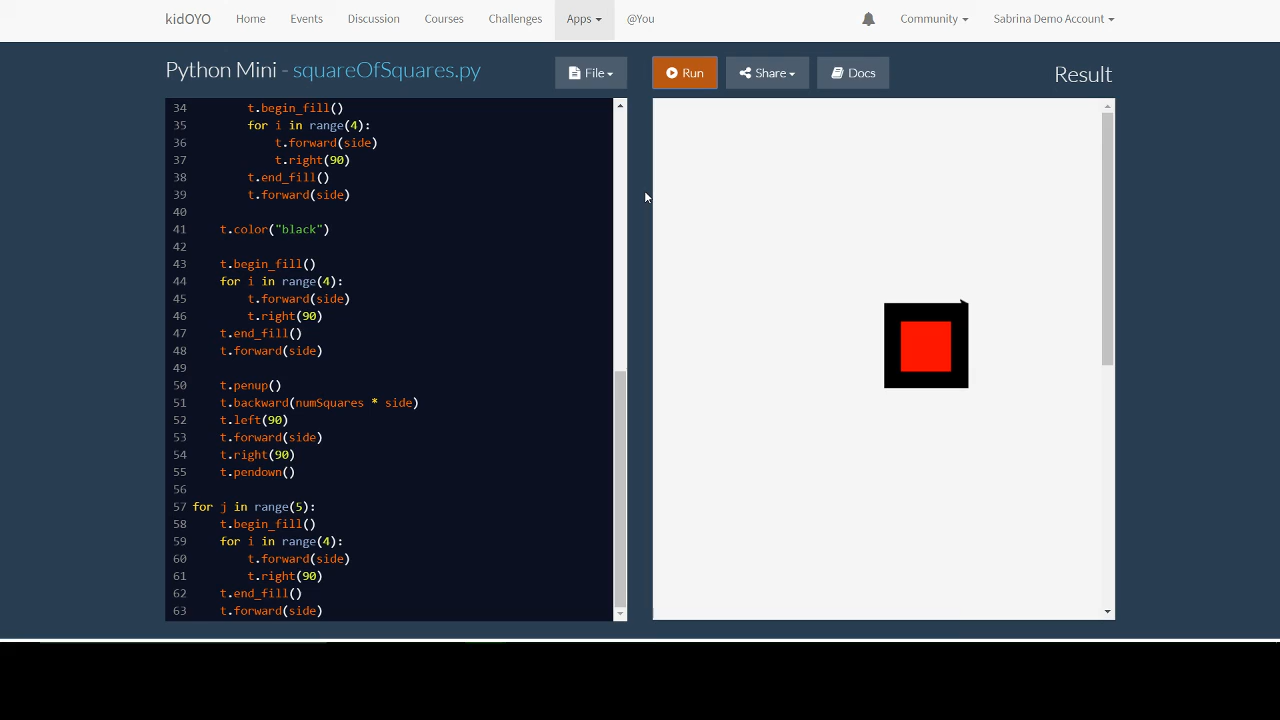 kidOYO Home Events Discussion Courses Challenges Apps @You Community Sabrina Demo Account
Python Mini - squareOfSquares.py File Run Share Docs Result
34 t.begin_fill()
35 for i in range(4):
36 t.forward(side)
37 t.right(90)
38 t.end_fill()
39 t.forward(side)
40
41 t.color("black")
42
43 t.begin_fill()
44 for i in range(4):
45 t.forward(side)
46 t.right(90)
47 t.end_fill()
48 t.forward(side)
49
50 t.penup()
51 t.backward(numSquares * side)
52 t.left(90)
53 t.forward(side)
54 t.right(90)
55 t.pendown()
56
57 for j in range(5):
58 t.begin_fill()
59 for i in range(4):
60 t.forward(side)
61 t.right(90)
62 t.end_fill()
63 t.forward(side)